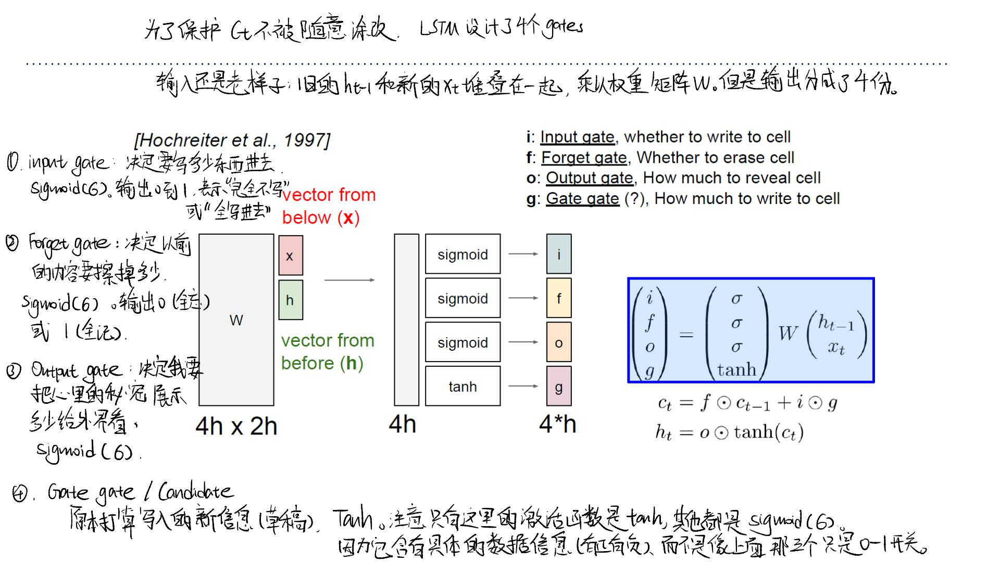 为了保护 Ct 不被随意涂改. LSTM 设计了4个gates
输入还是老样子:旧的ht-1和新的xt堆叠在一起,乘以权重矩阵W。但是输出分成了4份。
[Hochreiter et al., 1997]
①. input gate: 决定要写多少东西进去.
sigmoid(6)。输出0到1.表示“完全不写”
或“全写进去”
② Forget gate:决定以前
的内容要擦掉多少.
sigmoid(6)。输出0(全忘)
或 1(全记).
③ Output gate:决定我要
把心里的秘密展示
多少给外界看,
sigmoid(6).
vector from
below (x)
W
x
h
vector from
before (h)
4h x 2h
sigmoid
sigmoid
sigmoid
tanh
4h
i
f
o
g
4*h
i: Input gate, whether to write to cell
f: Forget gate, Whether to erase cell
o: Output gate, How much to reveal cell
g: Gate gate (?), How much to write to cell
(i f o g) = (σ σ σ tanh) W (h_{t−1} x_t)
c_t = f ⊙ c_{t−1} + i ⊙ g
h_t = o ⊙ tanh(c_t)
④. Gate gate / Candidate
原本打算写入的新信息(草稿). Tanh。注意只有这里的激活函数是tanh,其他都是sigmoid(6)。
因为它含有具体的数据信息(有正有负)、而不是像上面那三个只是0-1开关。